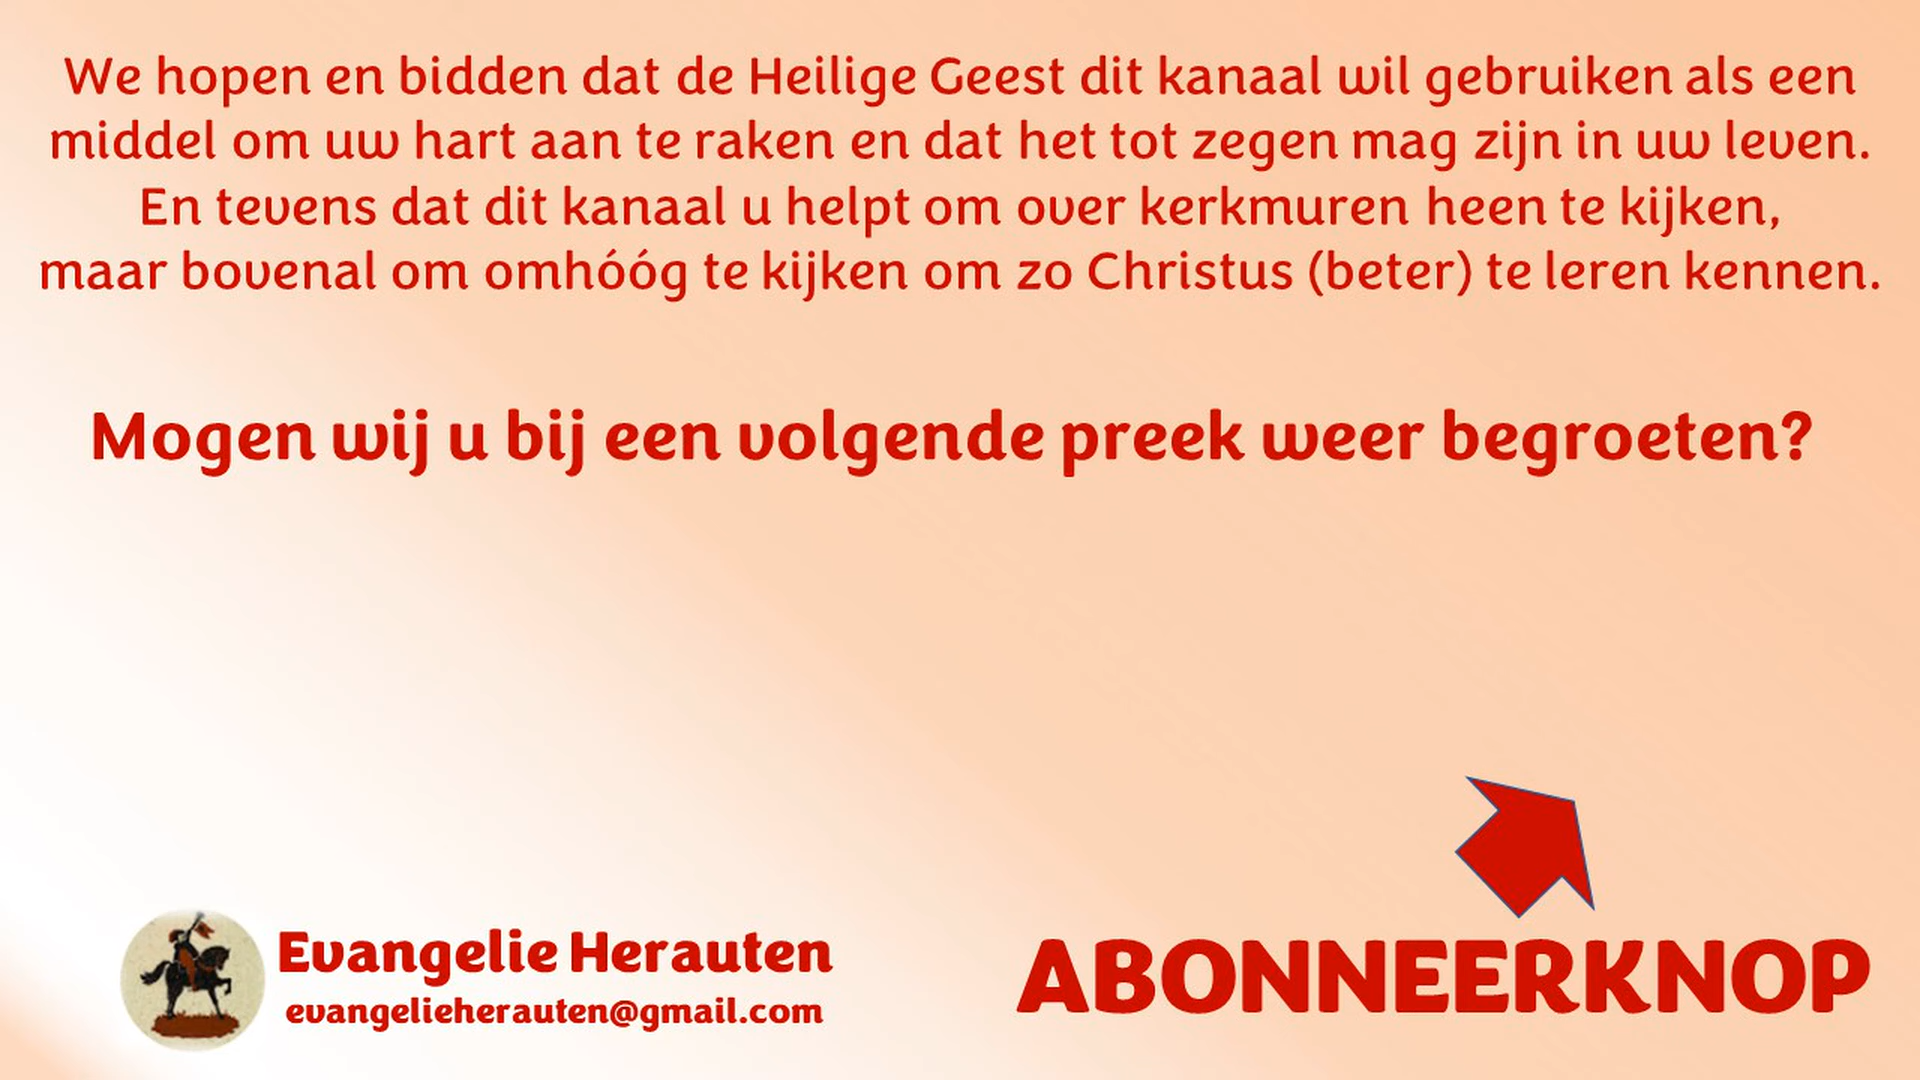 We hopen en bidden dat de Heilige Geest dit kanaal wil gebruiken als een
middel om uw hart aan te raken en dat het tot zegen mag zijn in uw leven.
En tevens dat dit kanaal u helpt om over kerkmuren heen te kijken,
maar bovenal om omhóóg te kijken om zo Christus (beter) te leren kennen.
Mogen wij u bij een volgende preek weer begroeten?
Evangelie Herauten
evangelieherauten@gmail.com
ABONNEERKNOP